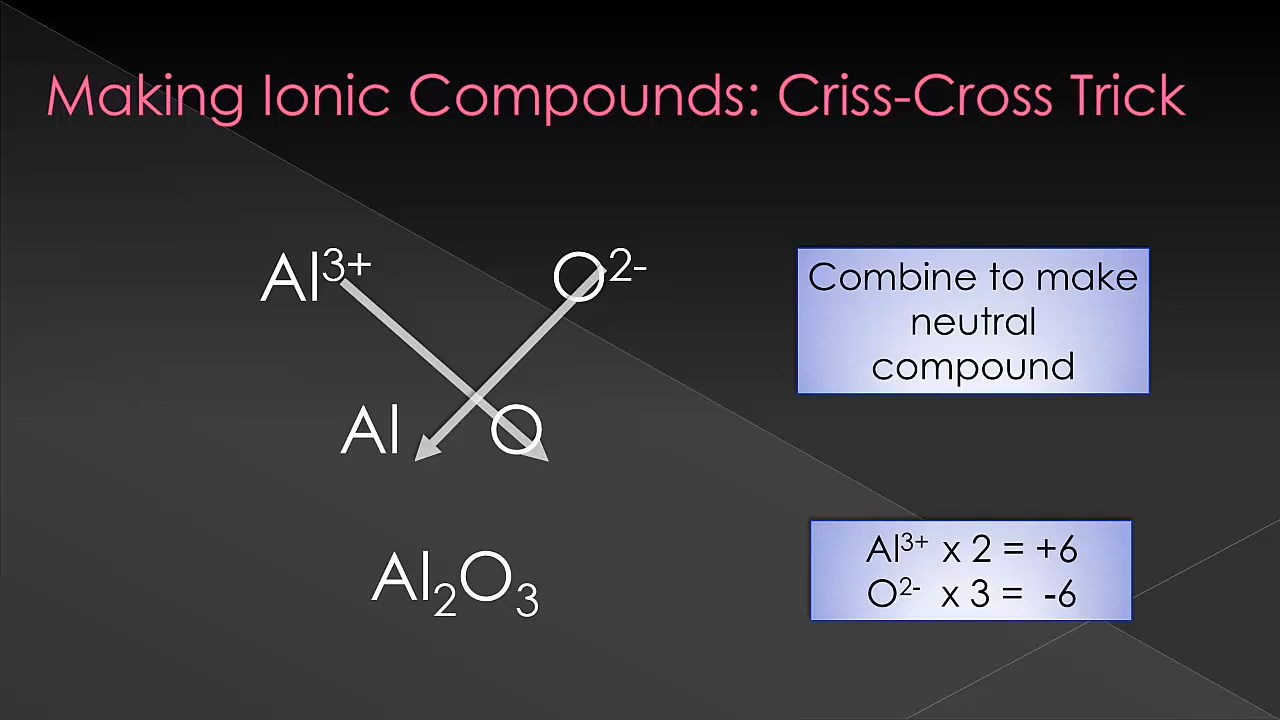 Making Ionic Compounds: Criss-Cross Trick
Al³⁺ O²⁻
Combine to make
neutral
compound
Al O
Al₂O₃
Al³⁺ x 2 = +6
O²⁻ x 3 = -6